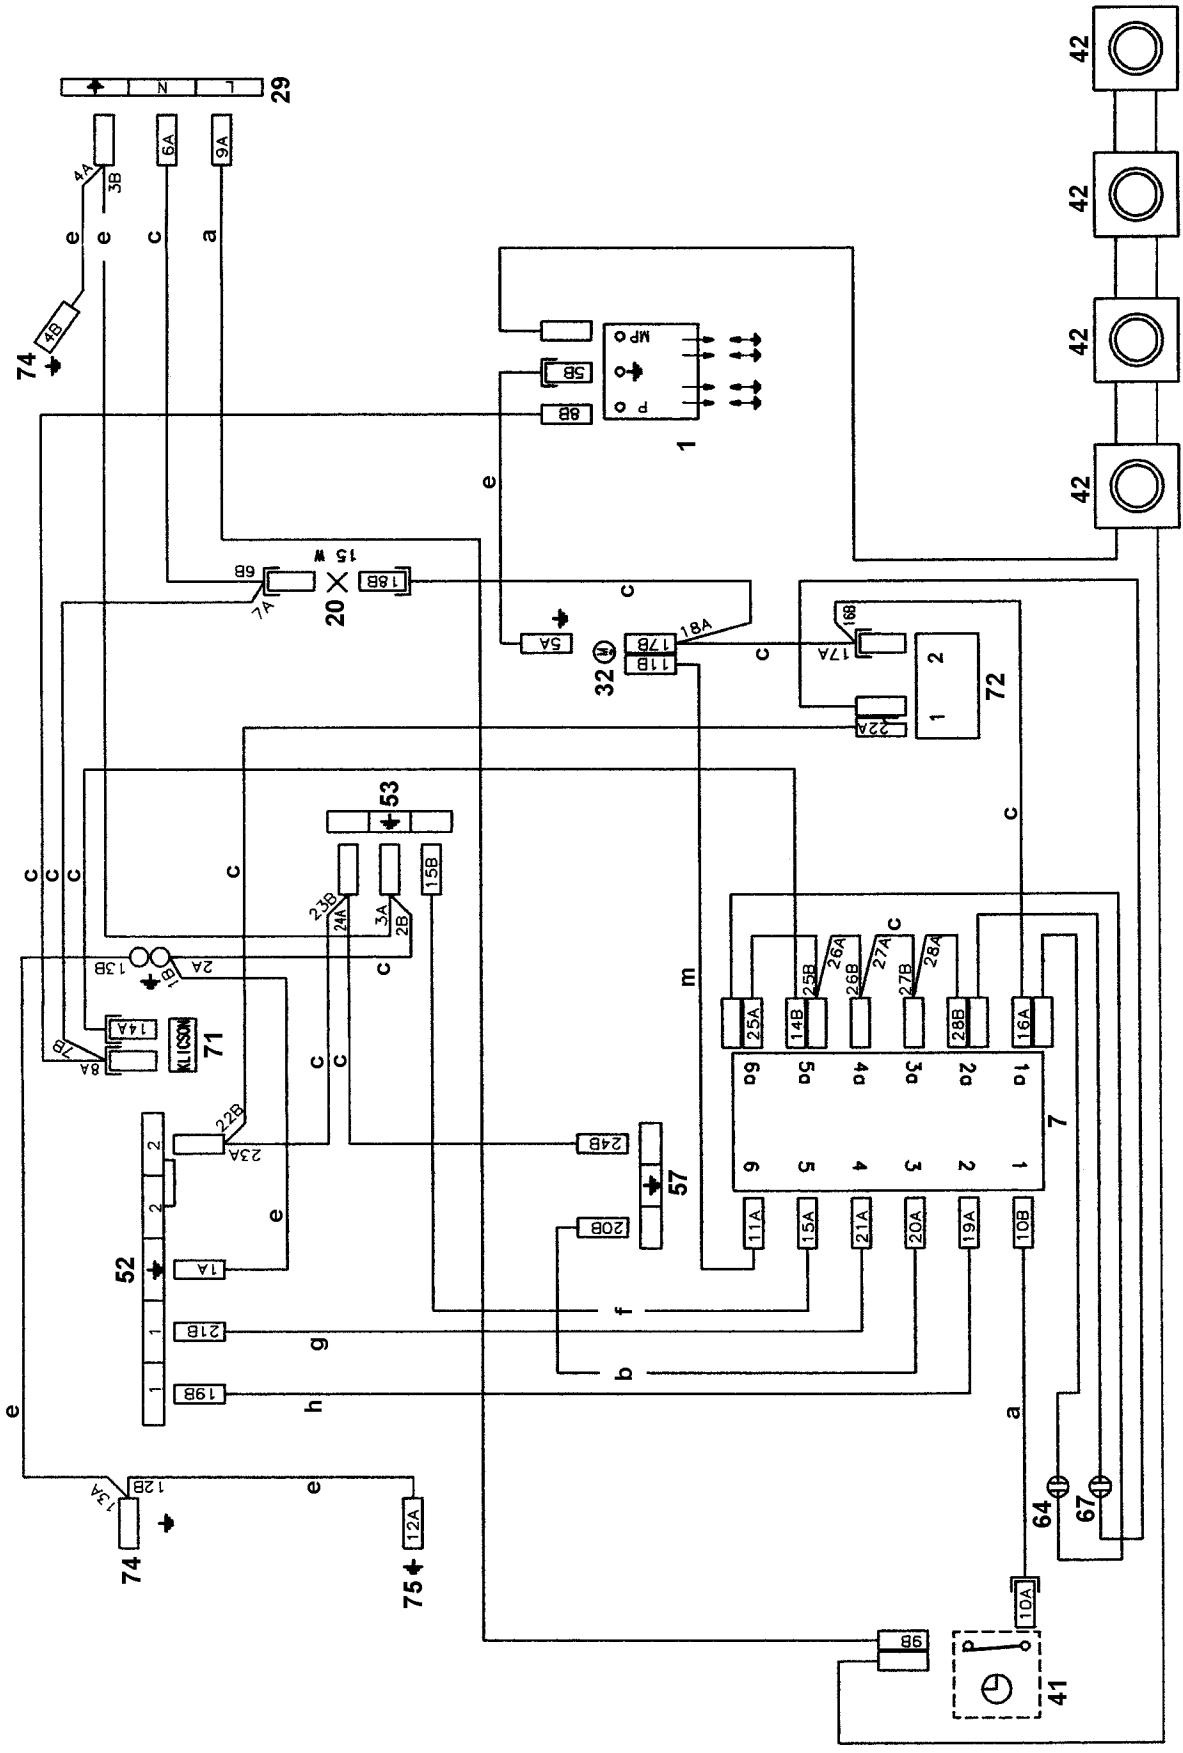 42
42
42
42
29
N
L
6A
9A
4A
3B
e
e
c
a
4B
74
MP
5B
P
8B
1
e
15 W
6B
7A
20
18B
c
5A
M
32
17B
11B
18A
c
17A
16B
2
1
72
22A
c
c
c
c
53
15B
23B
24A
3A
2B
c
13B
2A
1B
14A
KLICSON
71
7B
8A
m
c
c
c
c
25B
26A
26B
27A
27B
28A
25A
14B
28B
16A
6a
5a
4a
3a
2a
1a
7
6
5
4
3
2
1
11A
15A
21A
20A
19A
10B
24B
57
20B
22B
23A
2
2
52
1
1
1A
e
21B
19B
f
g
b
h
a
e
13A
12B
e
74
12A
75
64
67
10A
9B
41